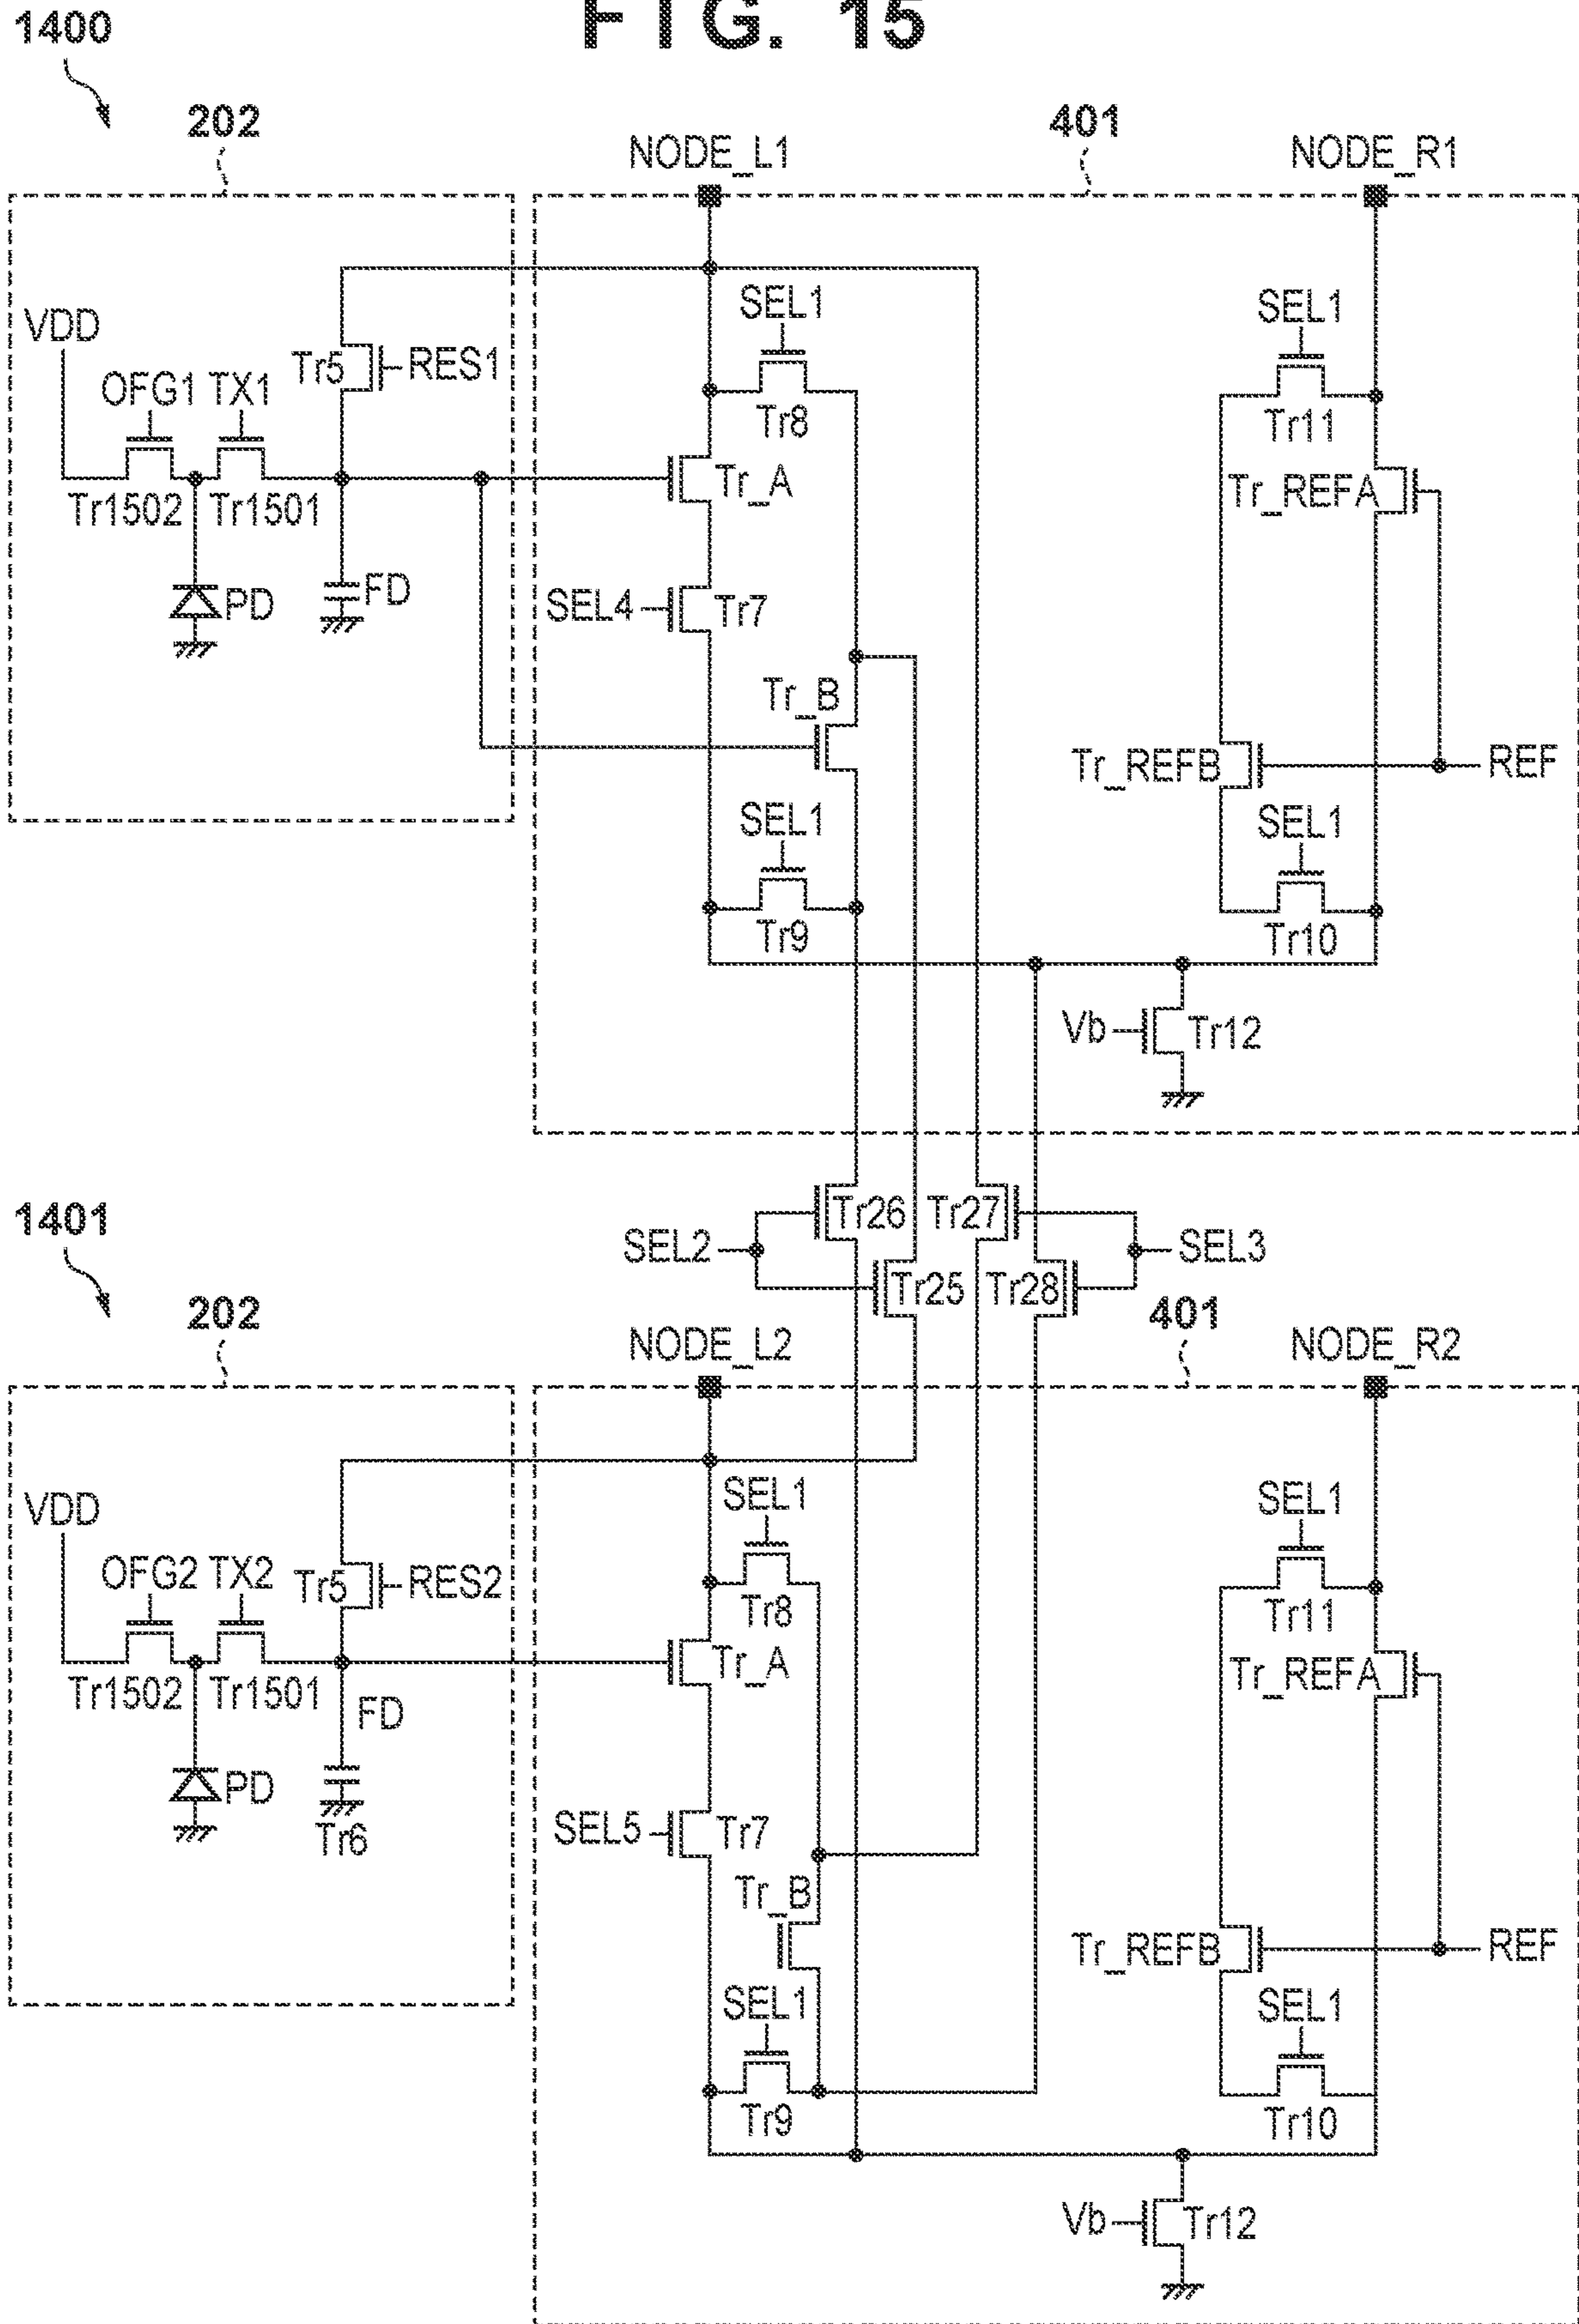 FIG. 15
1400
202
401
NODE_L1
NODE_R1
VDD
OFG1
TX1
Tr5
RES1
SEL1
Tr8
SEL1
Tr11
Tr1502
Tr1501
Tr_A
Tr_REFA
PD
FD
SEL4
Tr7
Tr_B
Tr_REFB
REF
SEL1
Tr9
SEL1
Tr10
Vb
Tr12
1401
SEL2
Tr26
Tr27
SEL3
Tr25
Tr28
202
401
NODE_L2
NODE_R2
VDD
OFG2
TX2
Tr5
RES2
SEL1
Tr8
SEL1
Tr11
Tr1502
Tr1501
Tr_A
Tr_REFA
FD
PD
Tr6
SEL5
Tr7
Tr_B
Tr_REFB
REF
SEL1
Tr9
SEL1
Tr10
Vb
Tr12